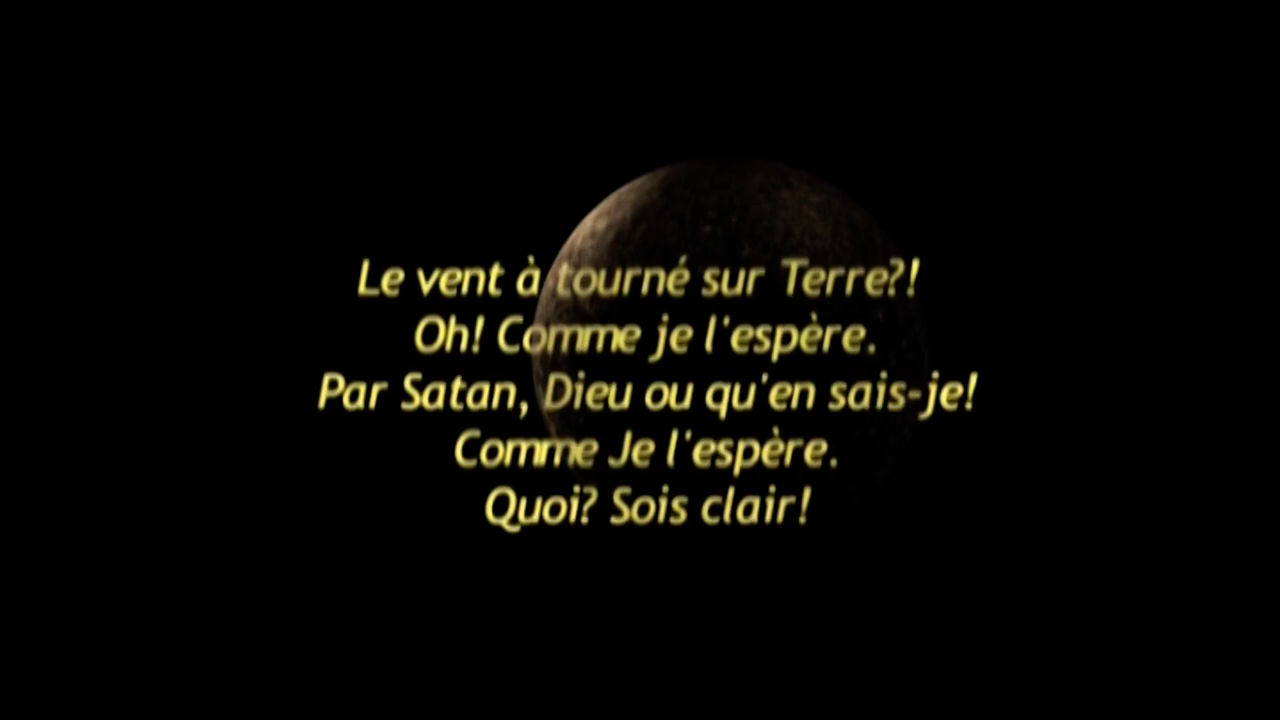 Le vent à tourné sur Terre?!
Oh! Comme je l'espère.
Par Satan, Dieu ou qu'en sais-je!
Comme Je l'espère.
Quoi? Sois clair!